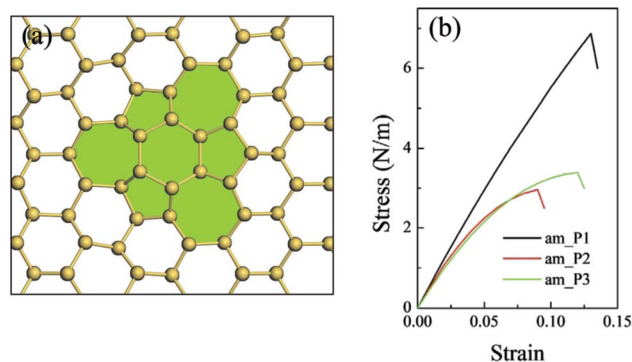 (a)
(b)
Stress (N/m)
6
4
2
0
am_P1
am_P2
am_P3
0.00
0.05
0.10
0.15
Strain